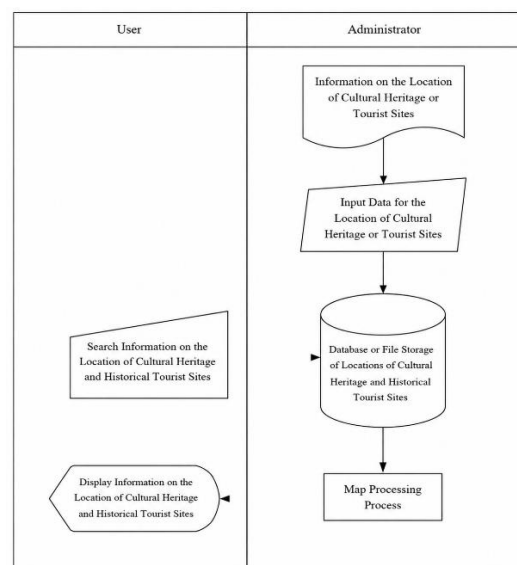 User
Administrator
Information on the Location
of Cultural Heritage or
Tourist Sites
Input Data for the
Location of Cultural
Heritage or Tourist Sites
Search Information on the
Location of Cultural Heritage
and Historical Tourist Sites
Database or File Storage
of Locations of Cultural
Heritage and Historical
Tourist Sites
Display Information on the
Location of Cultural Heritage
and Historical Tourist Sites
Map Processing
Process